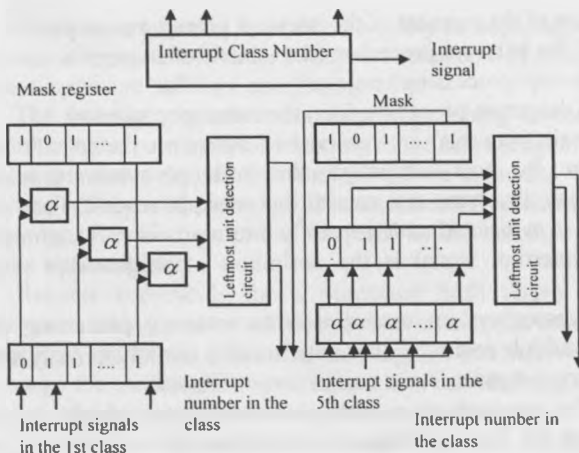 Interrupt Class Number
Interrupt
signal
Mask register
Mask
1 0 1
1 0 1 1
Leftmost unit detection
circuit
Leftmost unit detection
circuit
α
α
α
0 1 1
α α ... α
0 1 1 .... 1
Interrupt
number in the
class
Interrupt signals in the
5th class
Interrupt signals
in the 1st class
Interrupt number in
the class